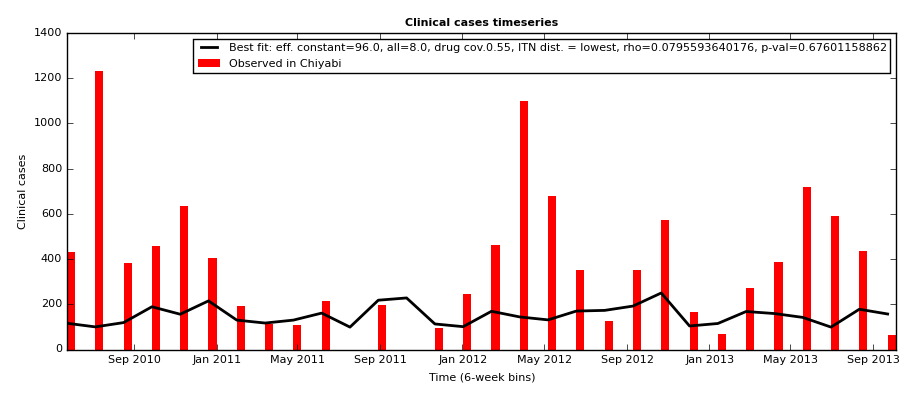 Clinical cases timeseries
1400
1200
1000
800
600
400
200
0
Clinical cases
Best fit: eff. constant=96.0, all=8.0, drug cov.0.55, ITN dist. = lowest, rho=0.0795593640176, p-val=0.67601158862
Observed in Chiyabi
Sep 2010 Jan 2011 May 2011 Sep 2011 Jan 2012 May 2012 Sep 2012 Jan 2013 May 2013 Sep 2013
Time (6-week bins)